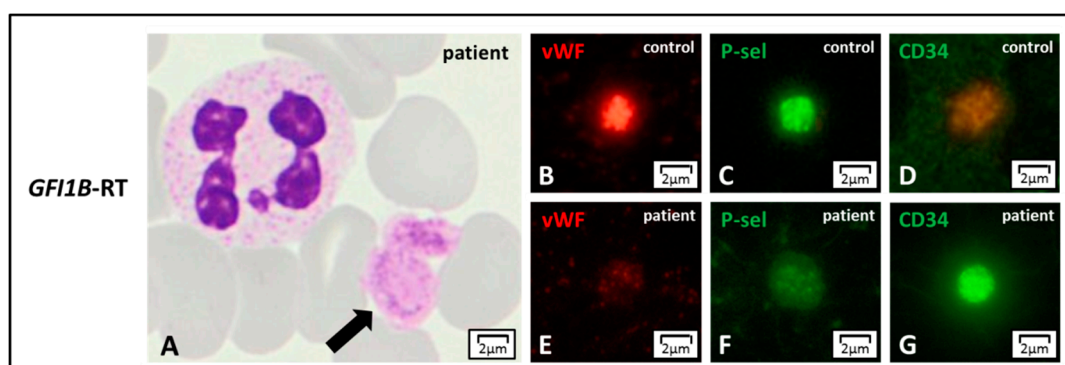 GFI1B-RT
patient
A
2μm
vWF
control
B
2μm
P-sel
control
C
2μm
CD34
control
D
2μm
vWF
patient
E
2μm
P-sel
patient
F
2μm
CD34
patient
G
2μm